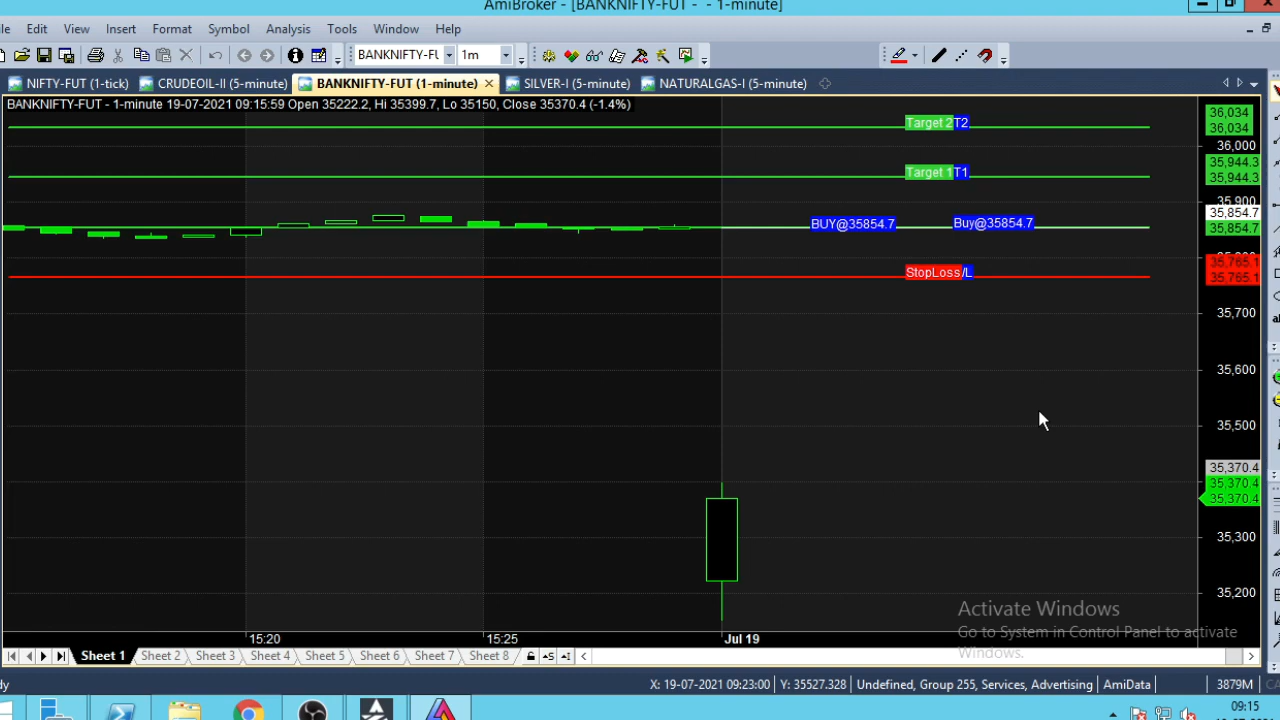 AmiBroker - [BANKNIFTY-FUT - - 1-minute]
Edit View Insert Format Symbol Analysis Tools Window Help
BANKNIFTY-FU 1m
NIFTY-FUT (1-tick) CRUDEOIL-II (5-minute) BANKNIFTY-FUT (1-minute) SILVER-I (5-minute) NATURALGAS-I (5-minute)
BANKNIFTY-FUT - 1-minute 19-07-2021 09:15:59 Open 35222.2, Hi 35399.7, Lo 35150, Close 35370.4 (-1.4%)
36,034
Target 2 T2
36,034
36,000
35,944.3
Target 1 T1
35,944.3
35,900
35,854.7
BUY@35854.7 Buy@35854.7
35,854.7
35,765.1
StopLoss /L
35,765.1
35,700
35,600
35,500
35,370.4
35,370.4
35,370.4
35,300
35,200
Activate Windows
Go to System in Control Panel to activate
Windows.
15:20 15:25 Jul 19
Sheet 1 Sheet 2 Sheet 3 Sheet 4 Sheet 5 Sheet 6 Sheet 7 Sheet 8
X: 19-07-2021 09:23:00 Y: 35527.328 Undefined, Group 255, Services, Advertising AmiData 3879M
09:15